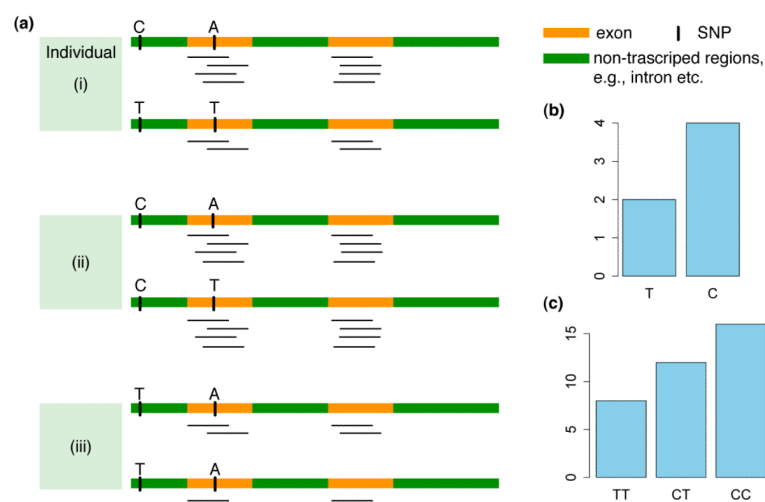 (a)
C A
Individual
(i)
T T
C A
(ii)
C T
T A
(iii)
T A
exon
SNP
non-trascriped regions,
e.g., intron etc.
(b)
4
3
2
1
0
T C
(c)
15
10
5
0
TT CT CC